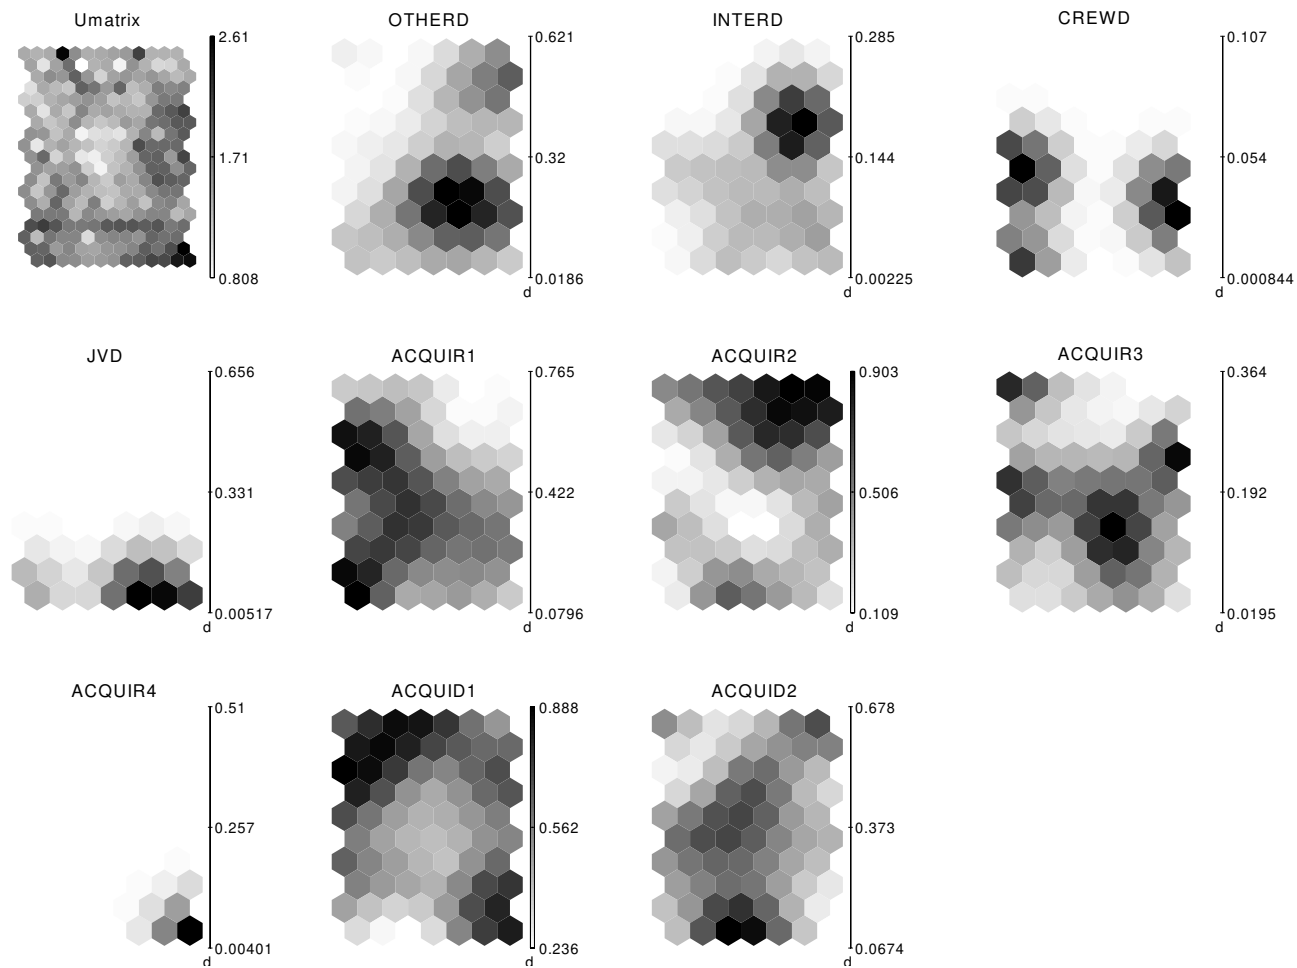 Umatrix
2.61
1.71
0.808
OTHERD
0.621
0.32
0.0186
d
INTERD
0.285
0.144
0.00225
d
CREWD
0.107
0.054
0.000844
d
JVD
0.656
0.331
0.00517
d
ACQUIR1
0.765
0.422
0.0796
d
ACQUIR2
0.903
0.506
0.109
d
ACQUIR3
0.364
0.192
0.0195
d
ACQUIR4
0.51
0.257
0.00401
d
ACQUID1
0.888
0.562
0.236
d
ACQUID2
0.678
0.373
0.0674
d